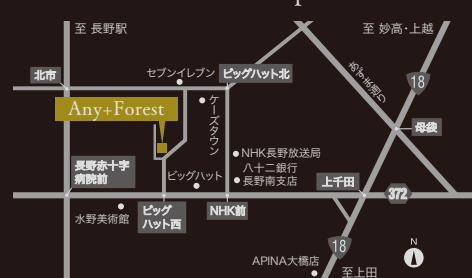 至 長野駅
至 妙高・上越
セブンイレブン
ビッグハット北
北市
あずま通り
18
Any+Forest
ケーズタウン
母袋
NHK長野放送局
八十二銀行
長野南支店
長野赤十字
病院前
ビッグハット
上千田
372
水野美術館
ビッグ
ハット西
NHK前
18
N
APINA大橋店
至上田